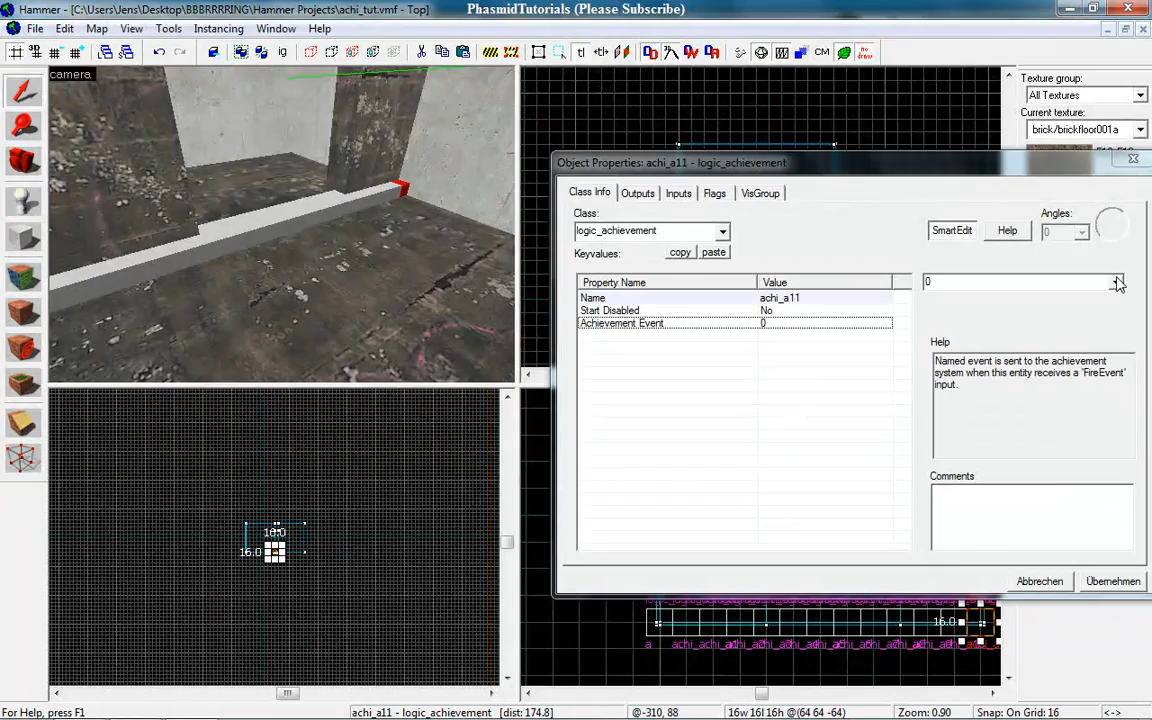 Hammer - [C:\Users\Jens\Desktop\BBBRRRRING\Hammer Projects\achi_tut.vmf - Top]
PhasmidTutorials (Please Subscribe)
File Edit Map View Tools Instancing Window Help
camera
Texture group:
All Textures
Current texture:
brick/brickfloor001a
Object Properties: achi_a11 - logic_achievement
Class Info Outputs Inputs Flags VisGroup
Class:
logic_achievement
SmartEdit
Help
Angles:
0
Keyvalues:
copy paste
Property Name Value
Name achi_a11
Start Disabled No
Achievement Event 0
0
Help
Named event is sent to the achievement
system when this entity receives a 'FireEvent'
input.
Comments
Abbrechen
Übernehmen
16.0
16.0
16.0
For Help, press F1
achi_a11 - logic_achievement [dist: 174.8]
@-310, 88
16w 16l 16h @(64 64 -64)
Zoom: 0.90
Snap: On Grid: 16
<->